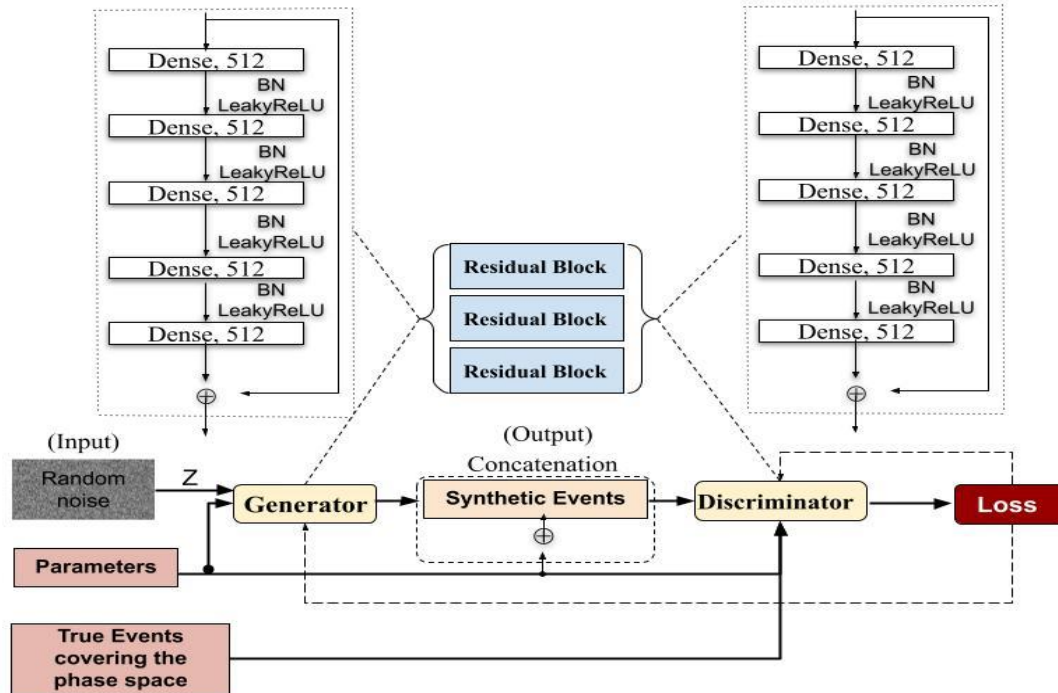 Dense, 512
BN
LeakyReLU
Dense, 512
BN
LeakyReLU
Dense, 512
BN
LeakyReLU
Dense, 512
BN
LeakyReLU
Dense, 512
Dense, 512
BN
LeakyReLU
Dense, 512
BN
LeakyReLU
Dense, 512
BN
LeakyReLU
Dense, 512
BN
LeakyReLU
Dense, 512
Residual Block
Residual Block
Residual Block
(Input)
Random
noise
Z
Generator
(Output)
Concatenation
Synthetic Events
Discriminator
Loss
Parameters
True Events
covering the
phase space